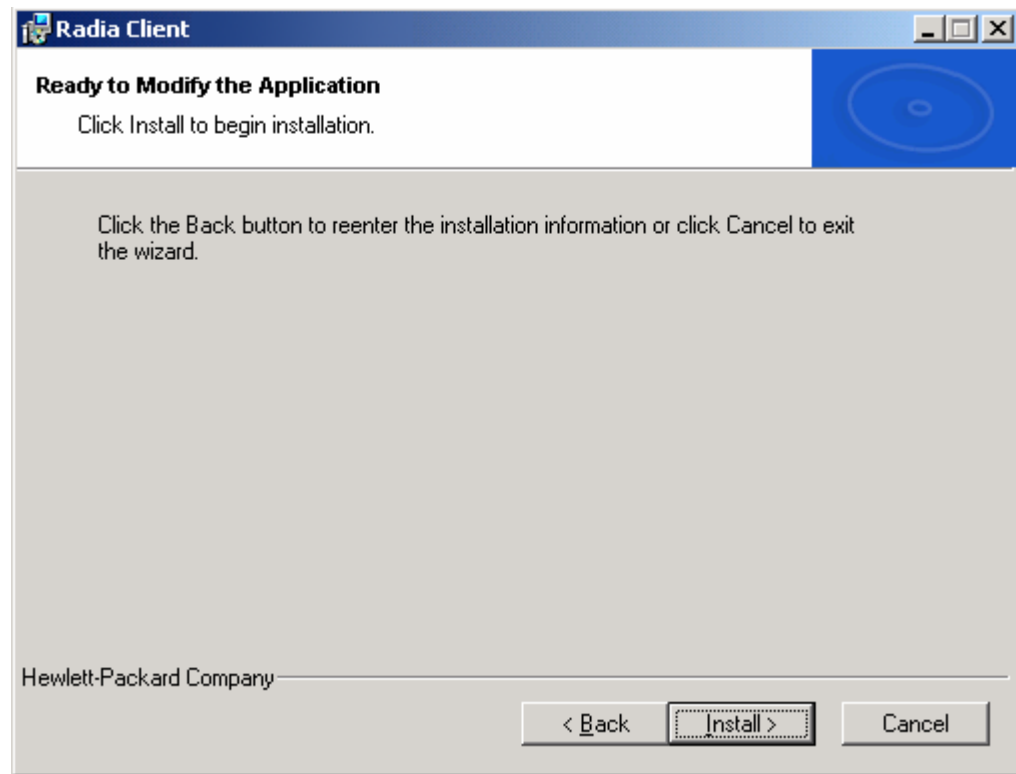 Radia Client
Ready to Modify the Application
Click Install to begin installation.
Click the Back button to reenter the installation information or click Cancel to exit
the wizard.
Hewlett-Packard Company
< Back Install > Cancel